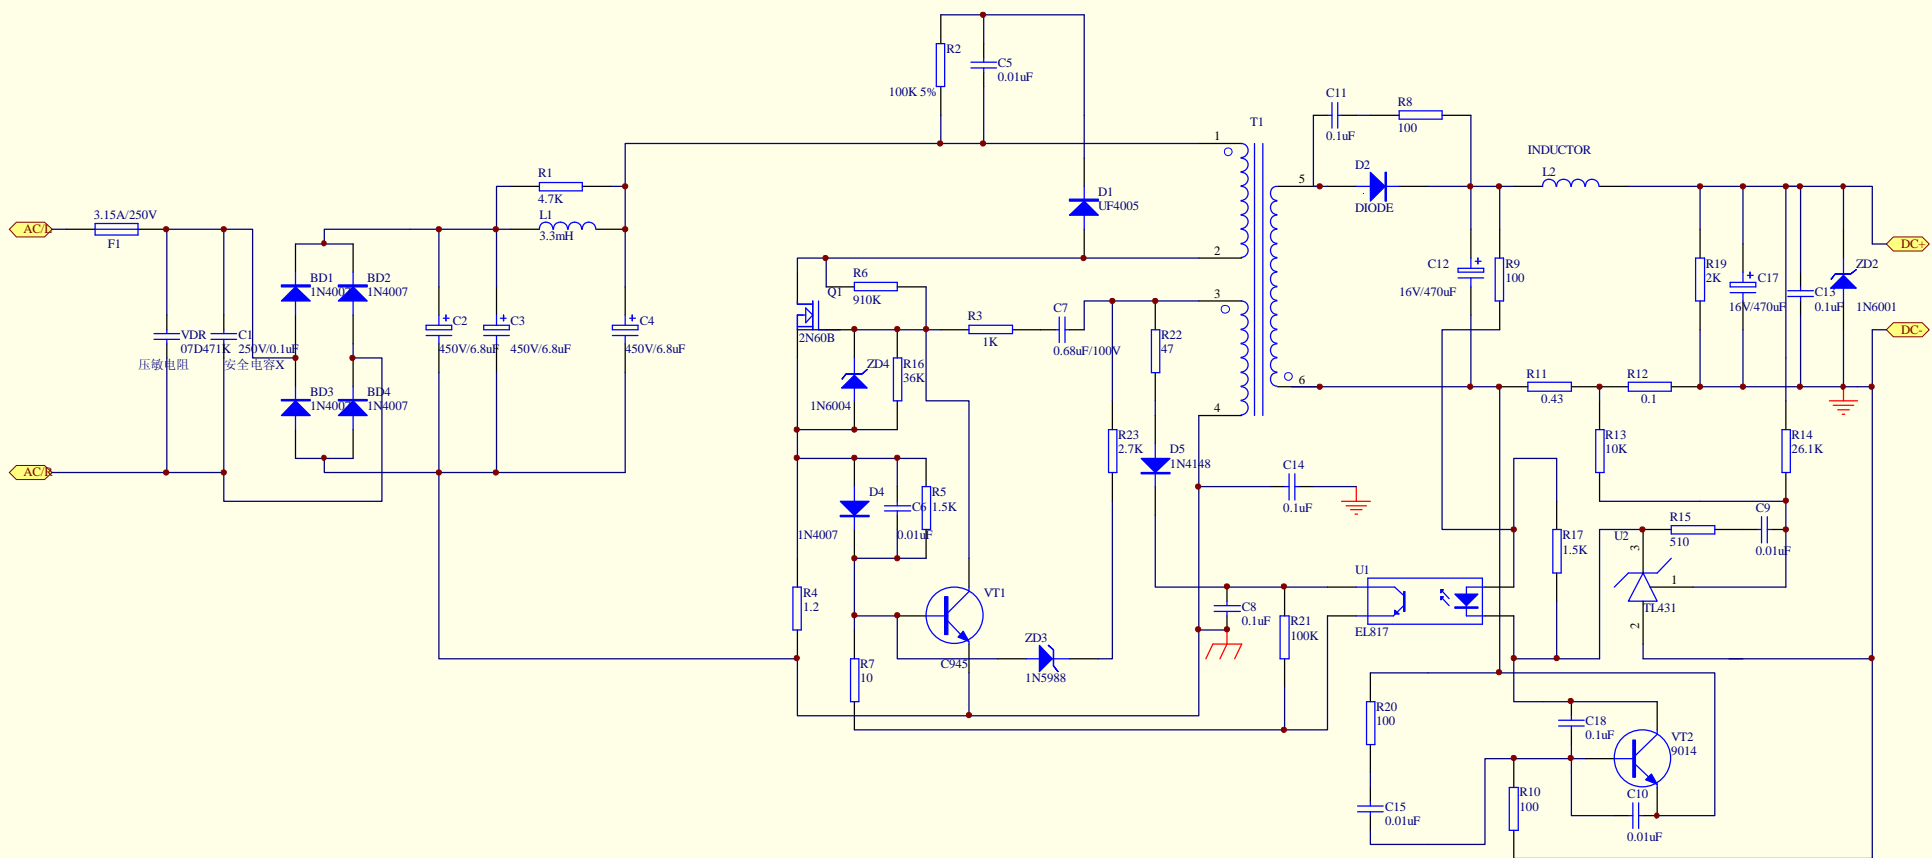 AC/L
3.15A/250V
F1
VDR
07D471K
压敏电阻
C1
250V/0.1uF
安全电容X
BD1
1N400
BD2
1N4007
BD3
1N400
BD4
1N4007
C2
450V/6.8uF
C3
450V/6.8uF
R1
4.7K
L1
3.3mH
C4
450V/6.8uF
R2
100K 5%
C5
0.01uF
D1
UF4005
T1
1
2
3
4
5
6
Q1
2N60B
R6
910K
R3
1K
C7
0.68uF/100V
ZD4
1N6004
R16
36K
R22
47
R23
2.7K
D5
1N4148
D4
1N4007
C6
0.01uF
R5
1.5K
R4
1.2
VT1
C945
R7
10
ZD3
1N5988
C14
0.1uF
C8
0.1uF
R21
100K
U1
EL817
C11
0.1uF
R8
100
D2
DIODE
INDUCTOR
L2
C12
16V/470uF
R9
100
R19
2K
C17
16V/470uF
C13
0.1uF
ZD2
1N6001
DC+
DC-
R11
0.43
R12
0.1
R13
10K
R14
26.1K
R17
1.5K
U2
3
1
2
TL431
R15
510
C9
0.01uF
R20
100
C15
0.01uF
R10
100
C18
0.1uF
VT2
9014
C10
0.01uF